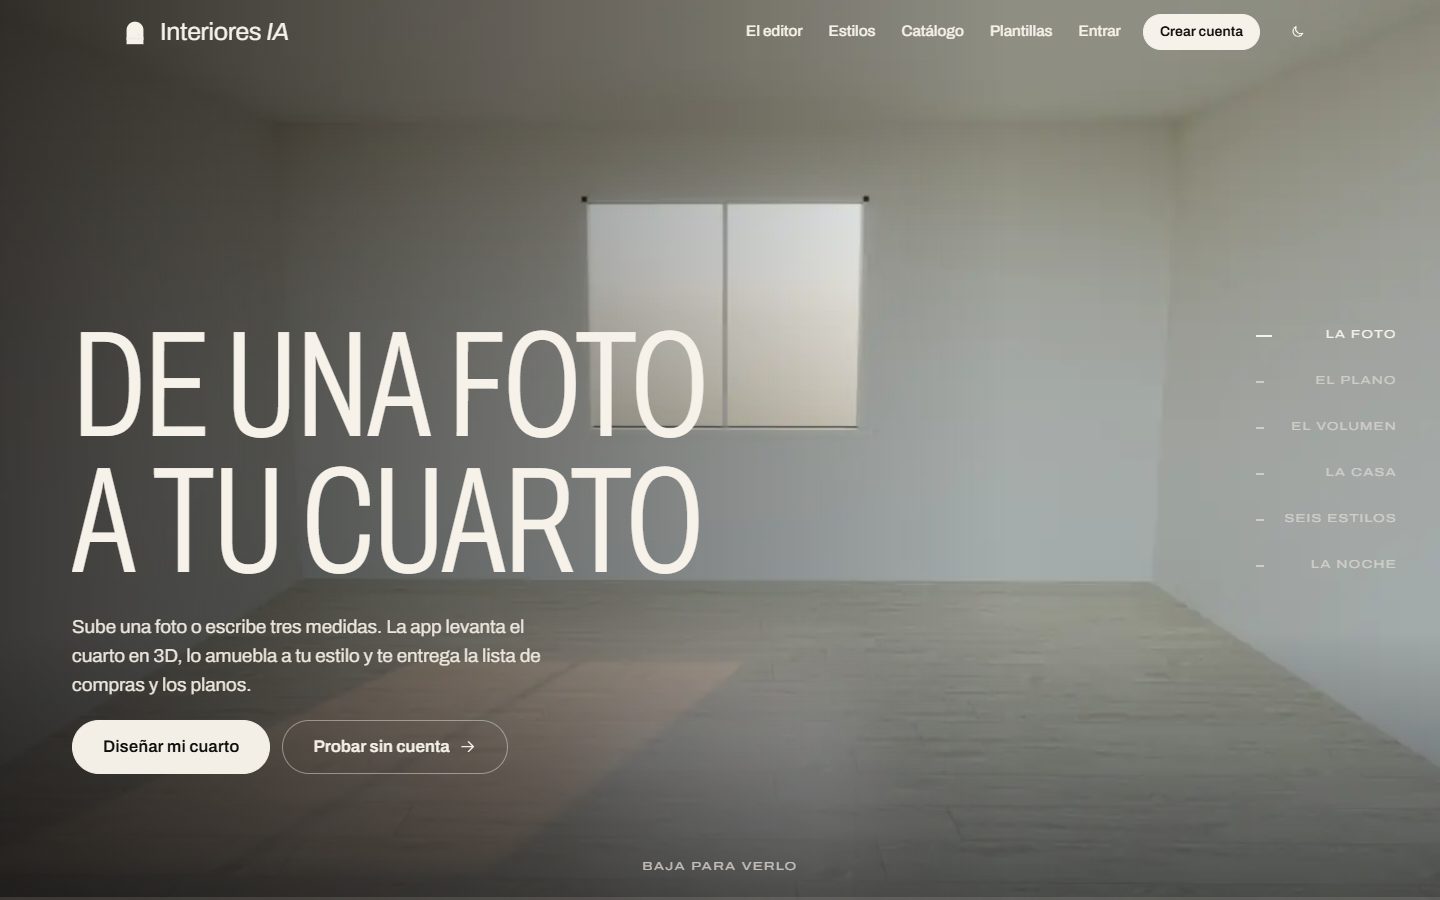 Interiores IA
El editor
Estilos
Catálogo
Plantillas
Entrar
Crear cuenta
DE UNA FOTO
A TU CUARTO
Sube una foto o escribe tres medidas. La app levanta el
cuarto en 3D, lo amuebla a tu estilo y te entrega la lista de
compras y los planos.
Diseñar mi cuarto
Probar sin cuenta →
LA FOTO
EL PLANO
EL VOLUMEN
LA CASA
SEIS ESTILOS
LA NOCHE
BAJA PARA VERLO